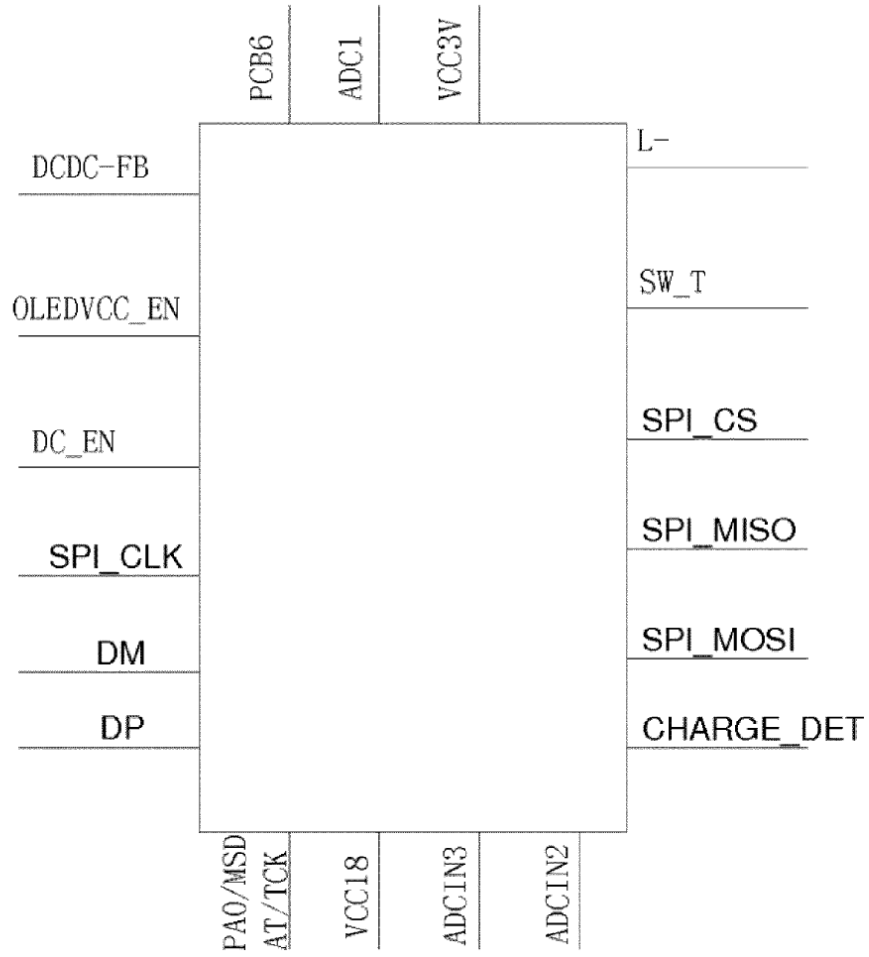 PCB6
ADC1
VCC3V
DCDC-FB
OLEDVCC_EN
DC_EN
SPI_CLK
DM
DP
L-
SW_T
SPI_CS
SPI_MISO
SPI_MOSI
CHARGE_DET
PA0/MSD
AT/TCK
VCC18
ADCIN3
ADCIN2